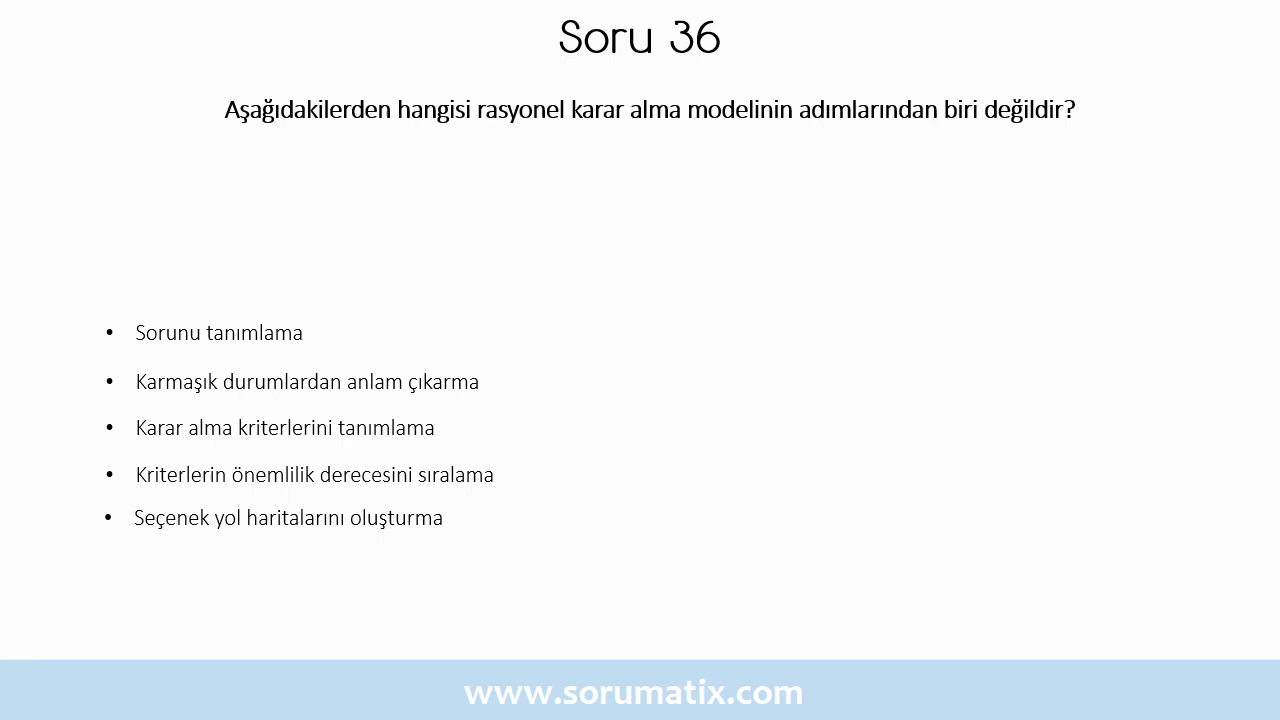 Soru 36
Aşağıdakilerden hangisi rasyonel karar alma modelinin adımlarından biri değildir?
• Sorunu tanımlama
• Karmaşık durumlardan anlam çıkarma
• Karar alma kriterlerini tanımlama
• Kriterlerin önemlilik derecesini sıralama
• Seçenek yol haritalarını oluşturma
www.sorumatix.com